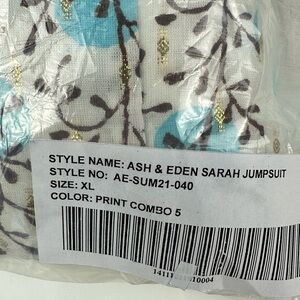 STYLE NAME: ASH & EDEN SARAH JUMPSUIT
STYLE NO: AE-SUM21-040
SIZE: XL
COLOR: PRINT COMBO 5